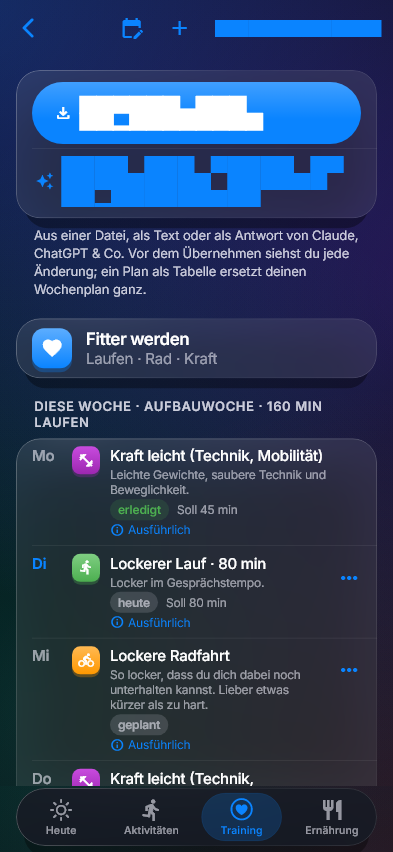 Aus einer Datei, als Text oder als Antwort von Claude,
ChatGPT & Co. Vor dem Übernehmen siehst du jede
Änderung; ein Plan als Tabelle ersetzt deinen
Wochenplan ganz.
Fitter werden
Laufen · Rad · Kraft
DIESE WOCHE · AUFBAUWOCHE · 160 MIN
LAUFEN
Mo
Kraft leicht (Technik, Mobilität)
Leichte Gewichte, saubere Technik und
Beweglichkeit.
erledigt Soll 45 min
Ausführlich
Di
Lockerer Lauf · 80 min
Locker im Gesprächstempo.
heute Soll 80 min
Ausführlich
Mi
Lockere Radfahrt
So locker, dass du dich dabei noch
unterhalten kannst. Lieber etwas
kürzer als zu hart.
geplant
Ausführlich
Do
Kraft leicht (Technik,
Heute Aktivitäten Training Ernährung